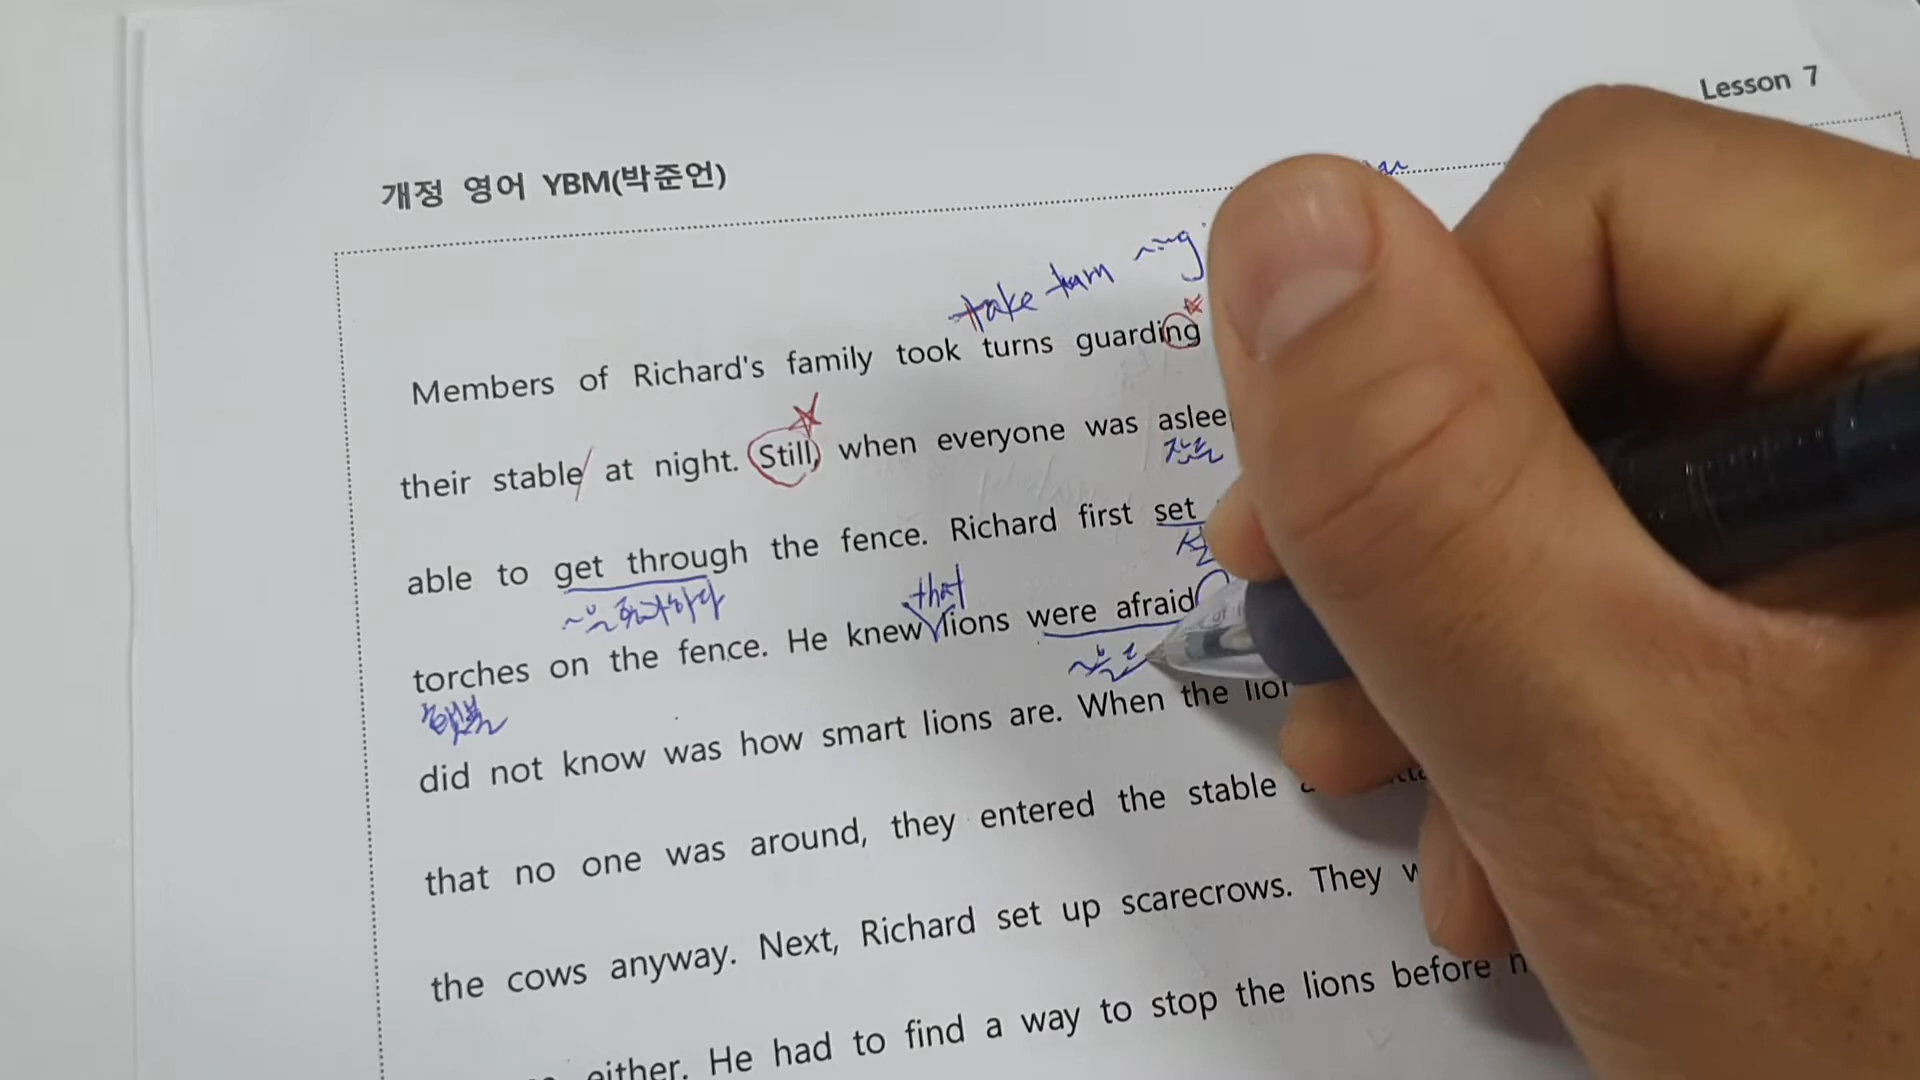 Lesson 7
개정 영어 YBM(박준언)
take turn ~ing
Members of Richard's family took turns guarding
their stable at night. Still, when everyone was aslee
잠든
able to get through the fence. Richard first set
~을 통과하다
that
torches on the fence. He knew lions were afraid
횃불
did not know was how smart lions are. When the lion
that no one was around, they entered the stable
the cows anyway. Next, Richard set up scarecrows. They
either. He had to find a way to stop the lions before